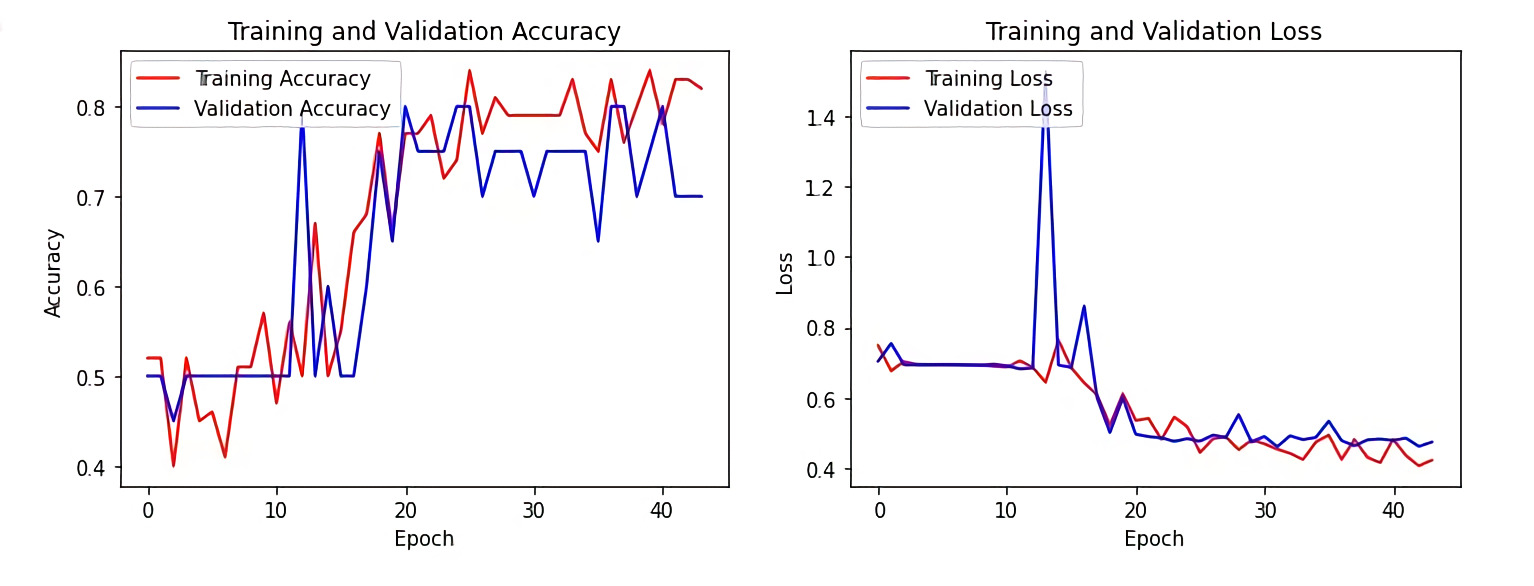 Training and Validation Accuracy
Training Accuracy
Validation Accuracy
0.8
0.7
0.6
0.5
0.4
Accuracy
0 10 20 30 40
Epoch
Training and Validation Loss
Training Loss
Validation Loss
1.4
1.2
1.0
0.8
0.6
0.4
Loss
0 10 20 30 40
Epoch